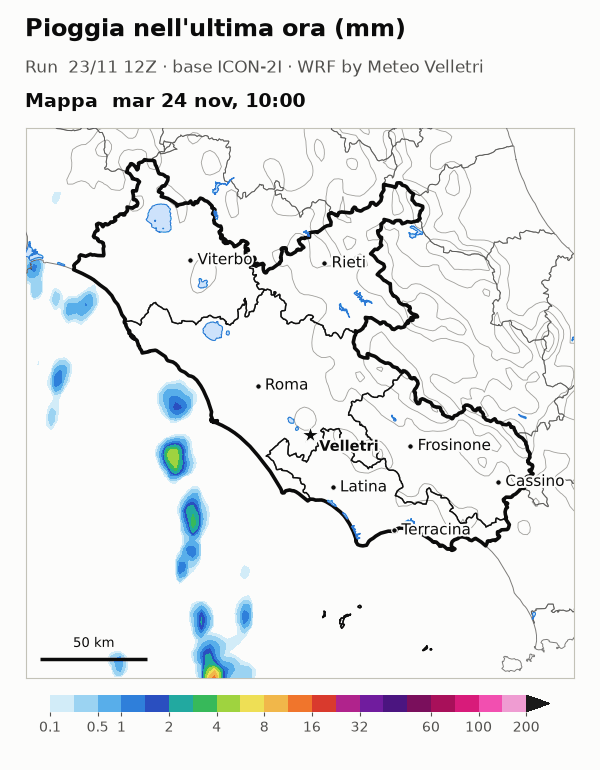 Pioggia nell'ultima ora (mm)
Run  23/11 12Z · base ICON-2I · WRF by Meteo Velletri
Mappa  mar 24 nov, 10:00
Viterbo
Rieti
Roma
Velletri
Frosinone
Latina
Cassino
Terracina
50 km
0.1 0.5 1 2 4 8 16 32 60 100 200